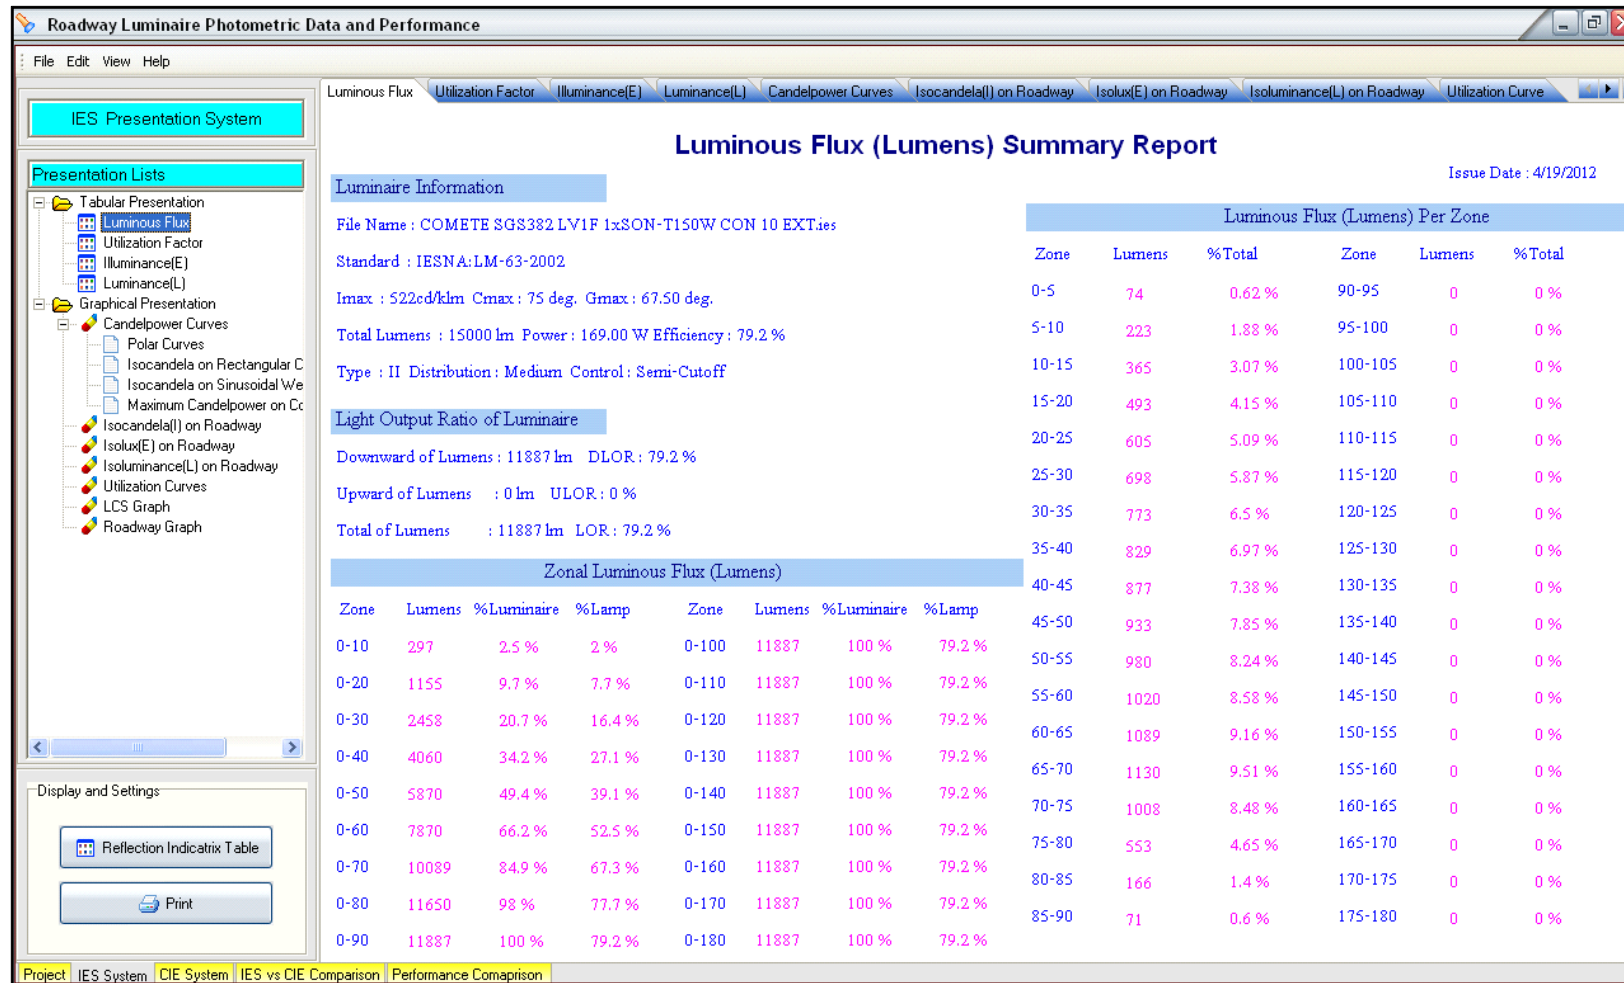 Roadway Luminaire Photometric Data and Performance
File Edit View Help
IES Presentation System
Presentation Lists
Tabular Presentation
Luminous Flux
Utilization Factor
Illuminance(E)
Luminance(L)
Graphical Presentation
Candelpower Curves
Polar Curves
Isocandela on Rectangular C
Isocandela on Sinusoidal We
Maximum Candelpower on Co
Isocandela(I) on Roadway
Isolux(E) on Roadway
Isoluminance(L) on Roadway
Utilization Curves
LCS Graph
Roadway Graph
Display and Settings
Reflection Indicatrix Table
Print
Luminous Flux Utilization Factor Illuminance(E) Luminance(L) Candelpower Curves Isocandela(I) on Roadway Isolux(E) on Roadway Isoluminance(L) on Roadway Utilization Curve
Luminous Flux (Lumens) Summary Report
Issue Date : 4/19/2012
Luminaire Information
File Name : COMETE SGS382 LV1F 1xSON-T150W CON 10 EXT.ies
Standard : IESNA:LM-63-2002
Imax : 522cd/klm Cmax : 75 deg. Gmax : 67.50 deg.
Total Lumens : 15000 lm Power : 169.00 W Efficiency : 79.2 %
Type : II Distribution : Medium Control : Semi-Cutoff
Light Output Ratio of Luminaire
Downward of Lumens : 11887 lm DLOR : 79.2 %
Upward of Lumens : 0 lm ULOR : 0 %
Total of Lumens : 11887 lm LOR : 79.2 %
Zonal Luminous Flux (Lumens)
Zone Lumens %Luminaire %Lamp Zone Lumens %Luminaire %Lamp
0-10 297 2.5 % 2 % 0-100 11887 100 % 79.2 %
0-20 1155 9.7 % 7.7 % 0-110 11887 100 % 79.2 %
0-30 2458 20.7 % 16.4 % 0-120 11887 100 % 79.2 %
0-40 4060 34.2 % 27.1 % 0-130 11887 100 % 79.2 %
0-50 5870 49.4 % 39.1 % 0-140 11887 100 % 79.2 %
0-60 7870 66.2 % 52.5 % 0-150 11887 100 % 79.2 %
0-70 10089 84.9 % 67.3 % 0-160 11887 100 % 79.2 %
0-80 11650 98 % 77.7 % 0-170 11887 100 % 79.2 %
0-90 11887 100 % 79.2 % 0-180 11887 100 % 79.2 %
Luminous Flux (Lumens) Per Zone
Zone Lumens %Total Zone Lumens %Total
0-5 74 0.62 % 90-95 0 0 %
5-10 223 1.88 % 95-100 0 0 %
10-15 365 3.07 % 100-105 0 0 %
15-20 493 4.15 % 105-110 0 0 %
20-25 605 5.09 % 110-115 0 0 %
25-30 698 5.87 % 115-120 0 0 %
30-35 773 6.5 % 120-125 0 0 %
35-40 829 6.97 % 125-130 0 0 %
40-45 877 7.38 % 130-135 0 0 %
45-50 933 7.85 % 135-140 0 0 %
50-55 980 8.24 % 140-145 0 0 %
55-60 1020 8.58 % 145-150 0 0 %
60-65 1089 9.16 % 150-155 0 0 %
65-70 1130 9.51 % 155-160 0 0 %
70-75 1008 8.48 % 160-165 0 0 %
75-80 553 4.65 % 165-170 0 0 %
80-85 166 1.4 % 170-175 0 0 %
85-90 71 0.6 % 175-180 0 0 %
Project IES System CIE System IES vs CIE Comparison Performance Comaprison